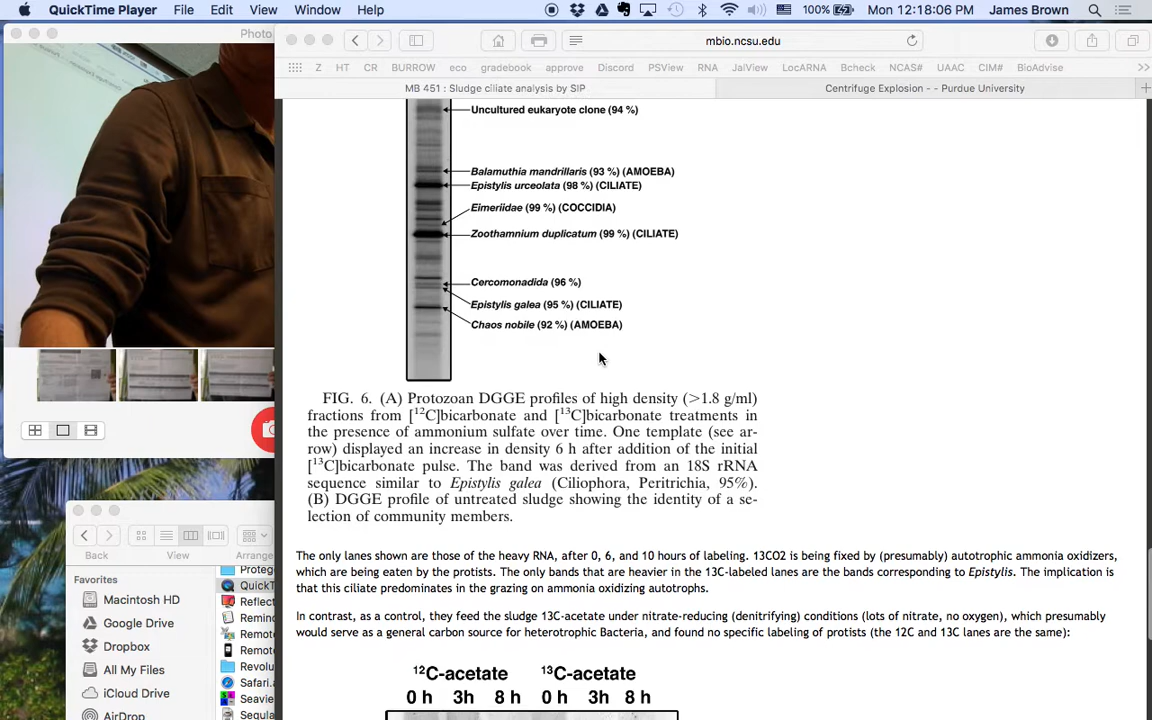 QuickTime Player File Edit View Window Help 100% Mon 12:18:06 PM James Brown
Photo
mbio.ncsu.edu
Z HT CR BURROW eco gradebook approve Discord PSView RNA JalView LocARNA Bcheck NCAS# UAAC CIM# BioAdvise >>
MB 451 : Sludge ciliate analysis by SIP
Centrifuge Explosion - - Purdue University
Uncultured eukaryote clone (94 %)
Balamuthia mandrillaris (93 %) (AMOEBA)
Epistylis urceolata (98 %) (CILIATE)
Eimeriidae (99 %) (COCCIDIA)
Zoothamnium duplicatum (99 %) (CILIATE)
Cercomonadida (96 %)
Epistylis galea (95 %) (CILIATE)
Chaos nobile (92 %) (AMOEBA)
FIG. 6. (A) Protozoan DGGE profiles of high density (>1.8 g/ml)
fractions from [12C]bicarbonate and [13C]bicarbonate treatments in
the presence of ammonium sulfate over time. One template (see ar-
row) displayed an increase in density 6 h after addition of the initial
[13C]bicarbonate pulse. The band was derived from an 18S rRNA
sequence similar to Epistylis galea (Ciliophora, Peritrichia, 95%).
(B) DGGE profile of untreated sludge showing the identity of a se-
lection of community members.
The only lanes shown are those of the heavy RNA, after 0, 6, and 10 hours of labeling. 13CO2 is being fixed by (presumably) autotrophic ammonia oxidizers,
which are being eaten by the protists. The only bands that are heavier in the 13C-labeled lanes are the bands corresponding to Epistylis. The implication is
that this ciliate predominates in the grazing on ammonia oxidizing autotrophs.
In contrast, as a control, they feed the sludge 13C-acetate under nitrate-reducing (denitrifying) conditions (lots of nitrate, no oxygen), which presumably
would serve as a general carbon source for heterotrophic Bacteria, and found no specific labeling of protists (the 12C and 13C lanes are the same):
12C-acetate 13C-acetate
0 h 3h 8 h 0 h 3h 8 h
Back View Arrange
Favorites
Macintosh HD
Google Drive
Dropbox
All My Files
iCloud Drive
AirDrop
Protege
QuickT
Reflect
Remind
Remote
Remote
Revolu
Safari.a
Seavie
Sequla